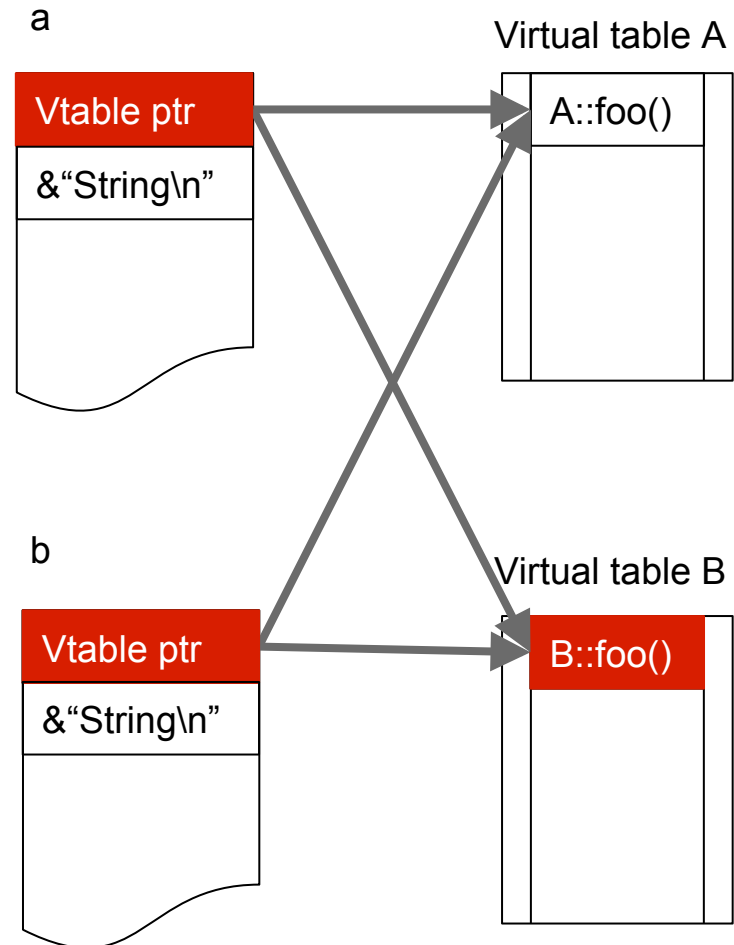 a
Virtual table A
Vtable ptr
A::foo()
&“String\n”
b
Virtual table B
Vtable ptr
B::foo()
&“String\n”